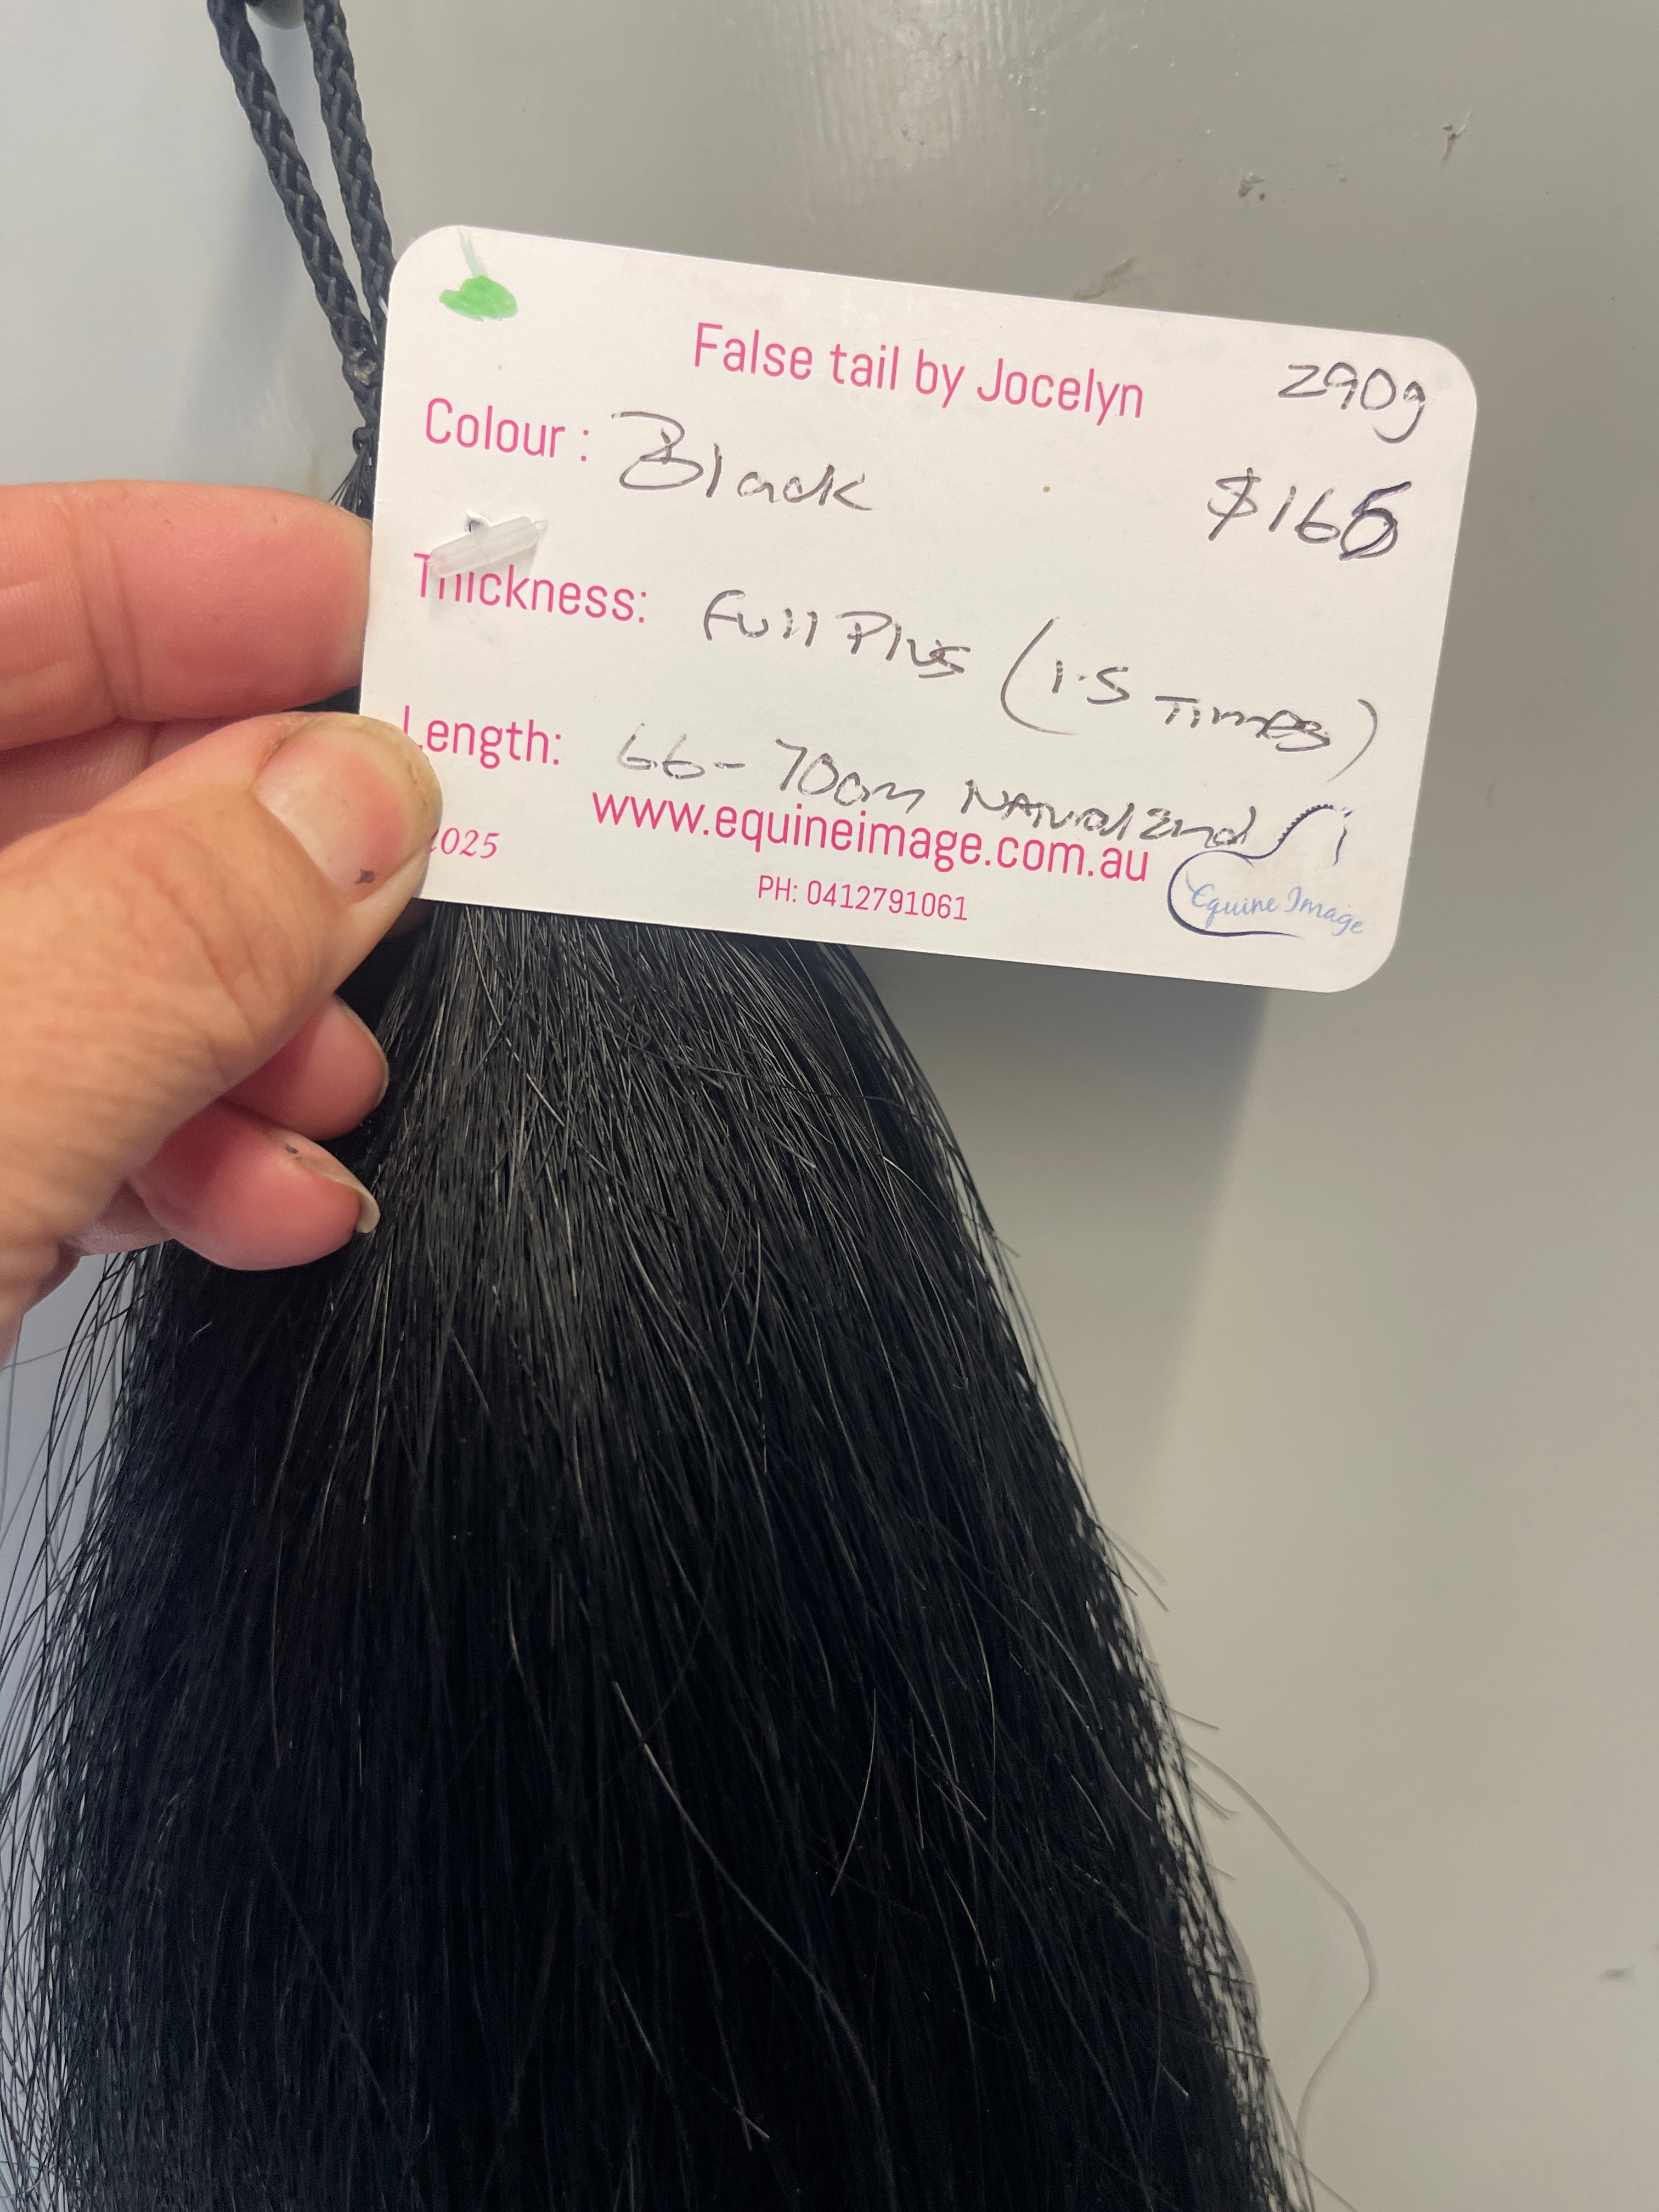 False tail by Jocelyn 290g
Colour : Black $165
Thickness: Full Plus (1.5 Times)
Length: 66-70cm Natural End
www.equineimage.com.au
2025
PH: 0412791061
Equine Image